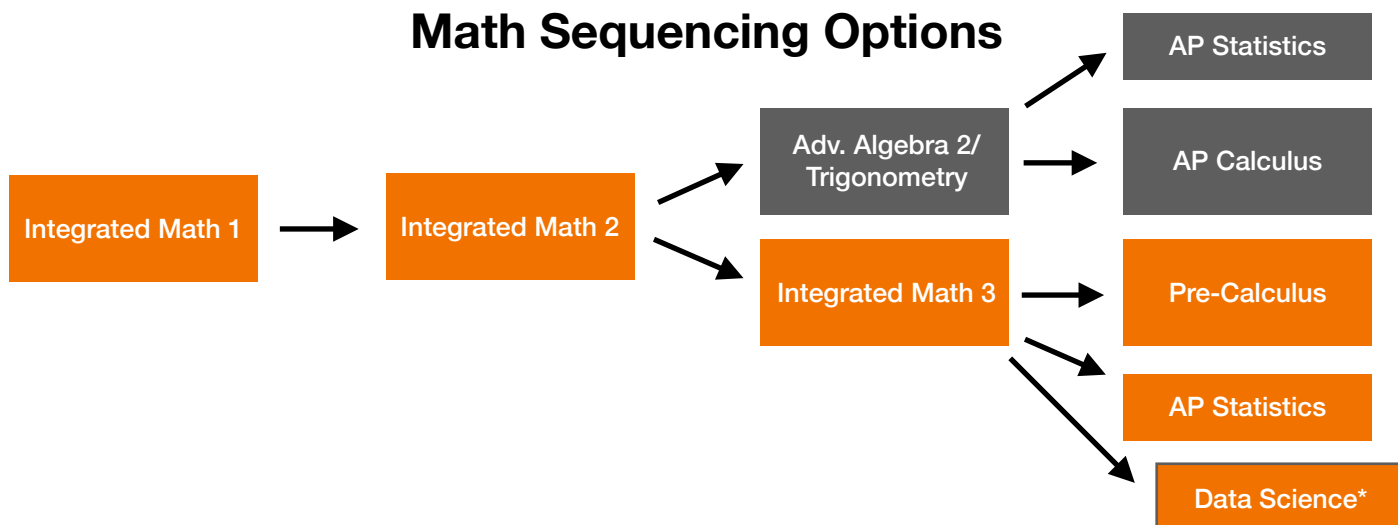 Math Sequencing Options
Integrated Math 1
Integrated Math 2
Adv. Algebra 2/
Trigonometry
Integrated Math 3
AP Statistics
AP Calculus
Pre-Calculus
AP Statistics
Data Science*